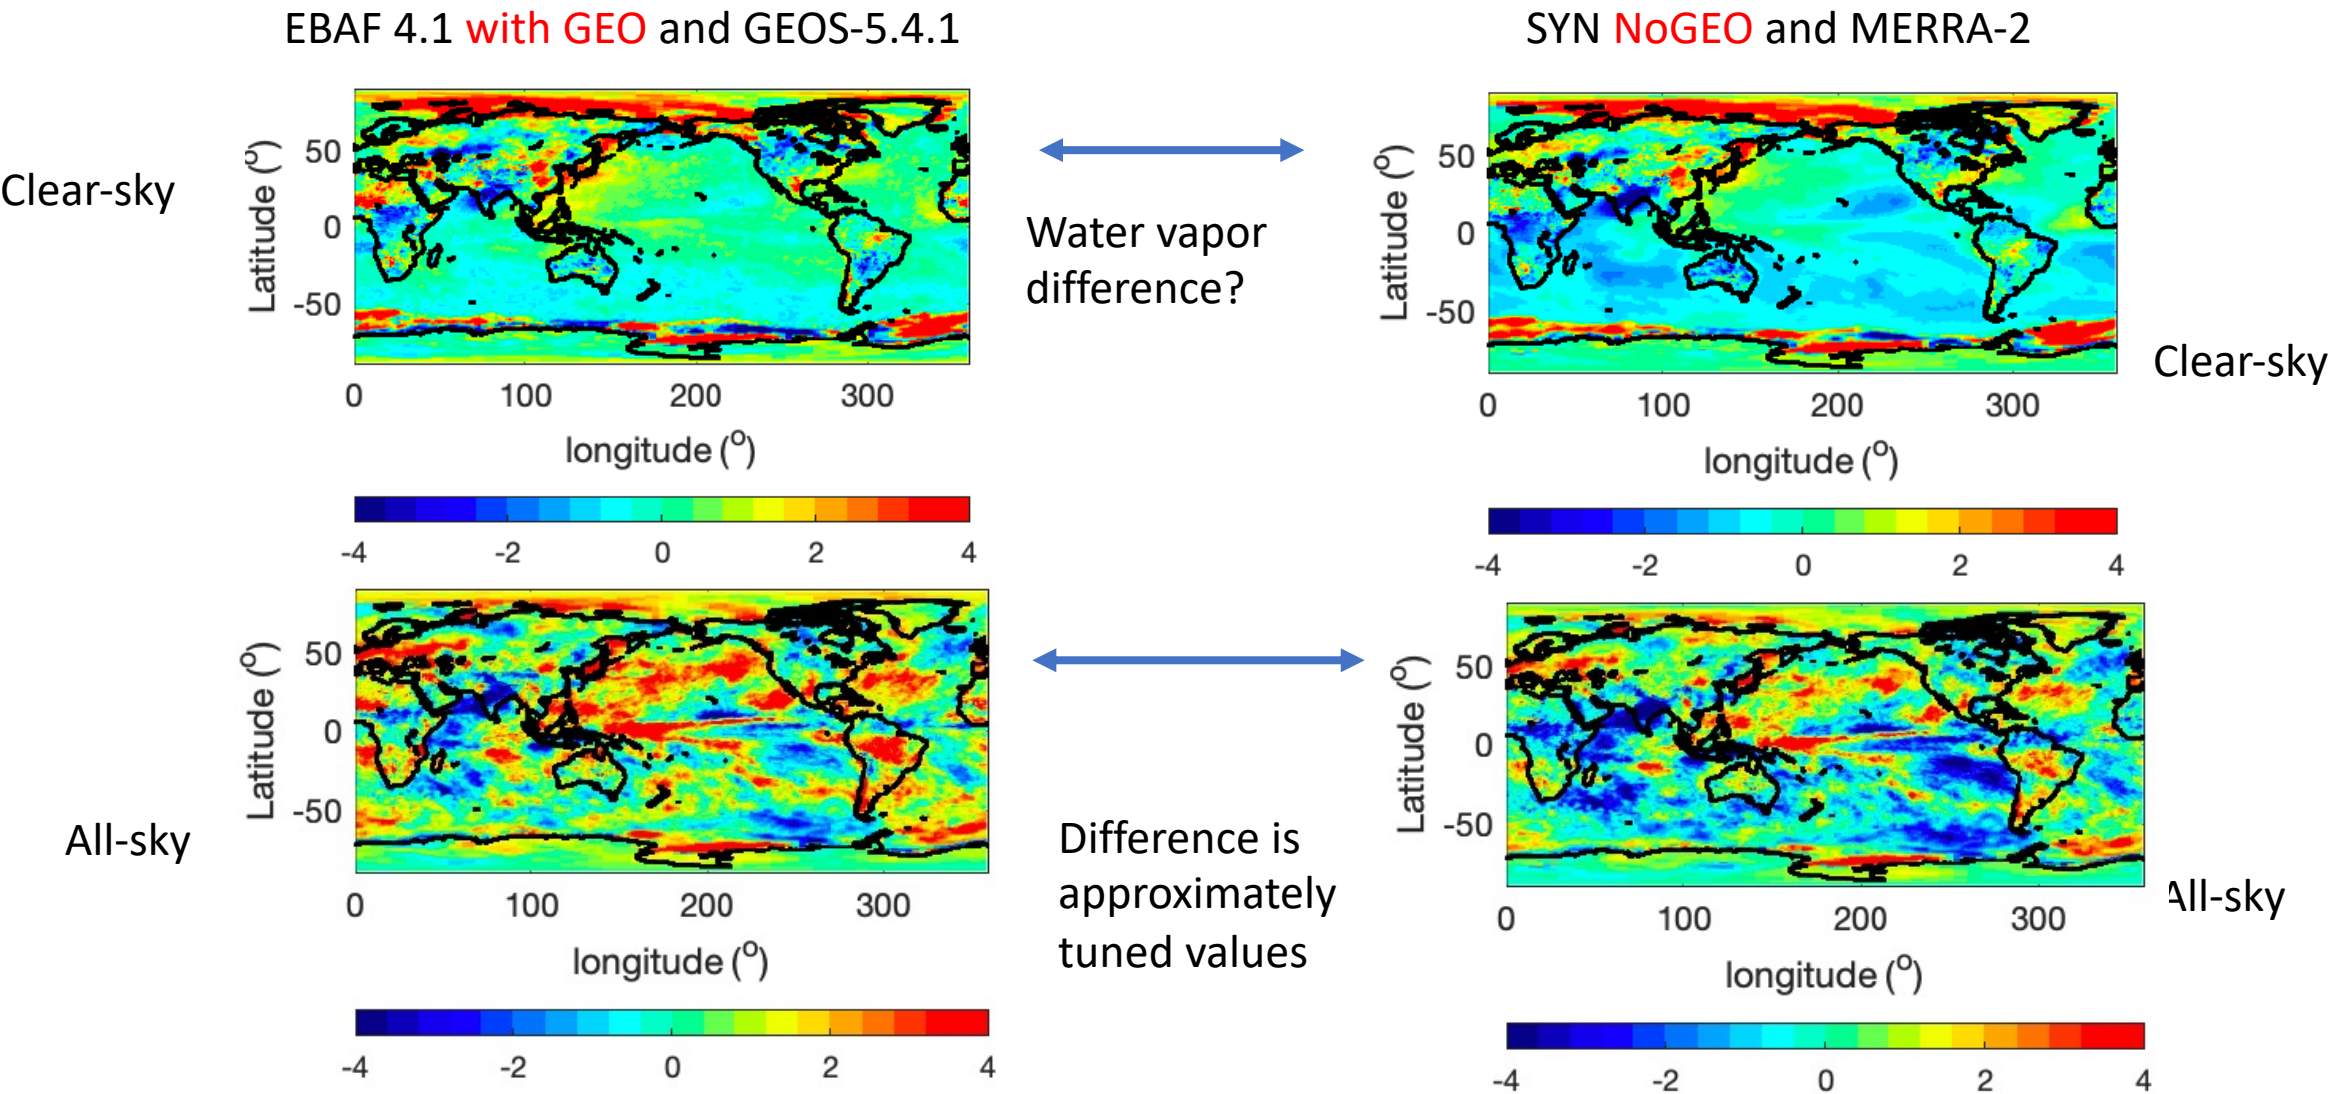 EBAF 4.1 with GEO and GEOS-5.4.1
SYN NoGEO and MERRA-2
Clear-sky
Latitude (o)
50
0
-50
0 100 200 300
longitude (o)
-4 -2 0 2 4
Water vapor
difference?
Latitude (o)
50
0
-50
0 100 200 300
longitude (o)
-4 -2 0 2 4
Clear-sky
All-sky
Latitude (o)
50
0
-50
0 100 200 300
longitude (o)
-4 -2 0 2 4
Difference is
approximately
tuned values
Latitude (o)
50
0
-50
0 100 200 300
longitude (o)
-4 -2 0 2 4
All-sky